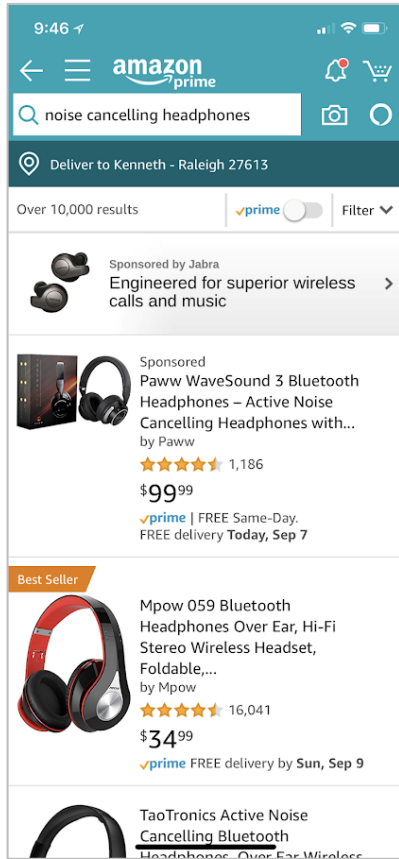 9:46
amazon
prime
noise cancelling headphones
Deliver to Kenneth - Raleigh 27613
Over 10,000 results
prime
Filter
Sponsored by Jabra
Engineered for superior wireless
calls and music
Sponsored
Paww WaveSound 3 Bluetooth
Headphones – Active Noise
Cancelling Headphones with...
by Paww
1,186
$99 99
prime | FREE Same-Day.
FREE delivery Today, Sep 7
Best Seller
Mpow 059 Bluetooth
Headphones Over Ear, Hi-Fi
Stereo Wireless Headset,
Foldable,...
by Mpow
16,041
$34 99
prime FREE delivery by Sun, Sep 9
TaoTronics Active Noise
Cancelling Bluetooth
Headphones, Over Ear Wireless